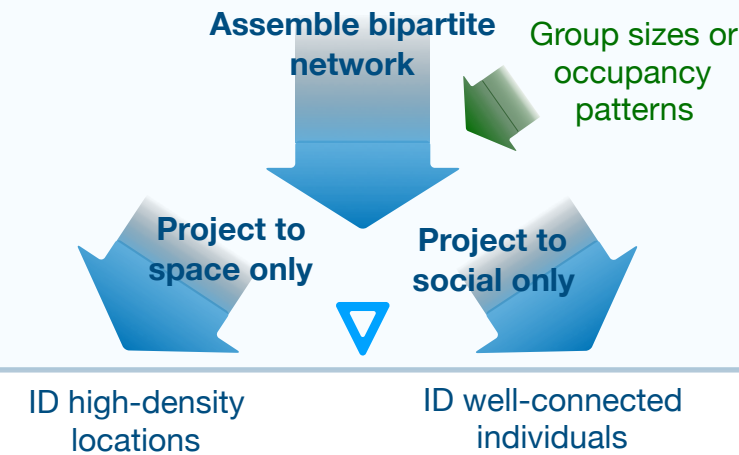 Assemble bipartite
network
Group sizes or
occupancy
patterns
Project to
space only
Project to
social only
ID high-density
locations
ID well-connected
individuals